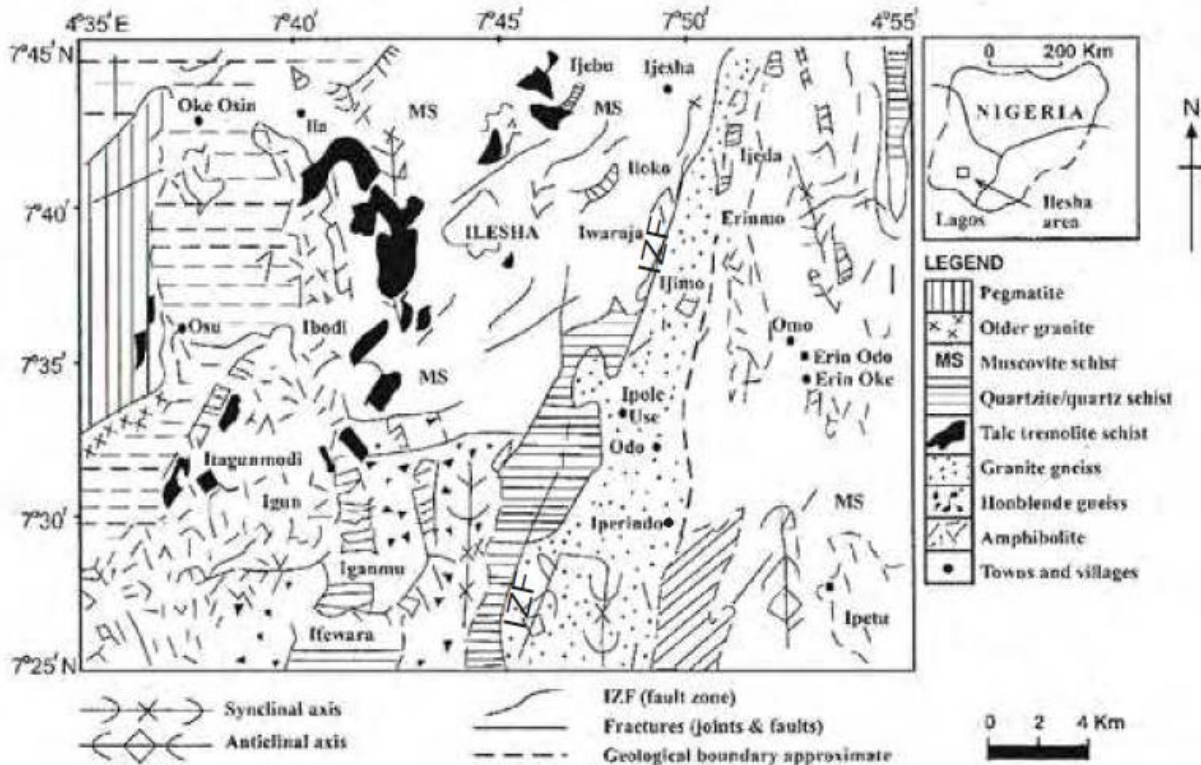 4°35′ E 7°40′ 7°45′ 7°50′ 4°55′
7°45′ N
7°40′
7°35′
7°30′
7°25′ N
Oke Osin
Ila
MS
Ijebu
MS
Ijesha
Iloko
Ijeda
ILESHA
Iwaraja
Erinmo
IZF
Ijimo
Osu
Ibodi
Omo
Erin Odo
Erin Oke
MS
Ipole
Use
Odo
Itagunmodi
Igun
MS
Iperindo
Iganmu
IZF
Ipetu
Ifewara
0 200 Km
NIGERIA
Lagos
Ilesha
area
N
LEGEND
Pegmatite
Older granite
MS Muscovite schist
Quartzite/quartz schist
Talc tremolite schist
Granite gneiss
Honblende gneiss
Amphibolite
Towns and villages
Synclinal axis
Anticlinal axis
IZF (fault zone)
Fractures (joints & faults)
Geological boundary approximate
0 2 4 Km